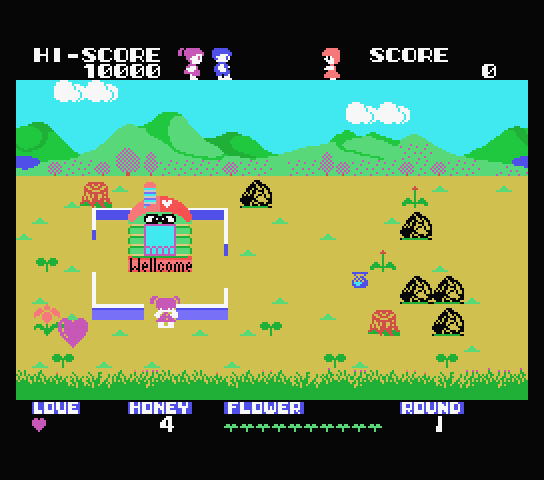 HI-SCORE SCORE
10000 0
Wellcome
LOVE HONEY FLOWER ROUND
4 1